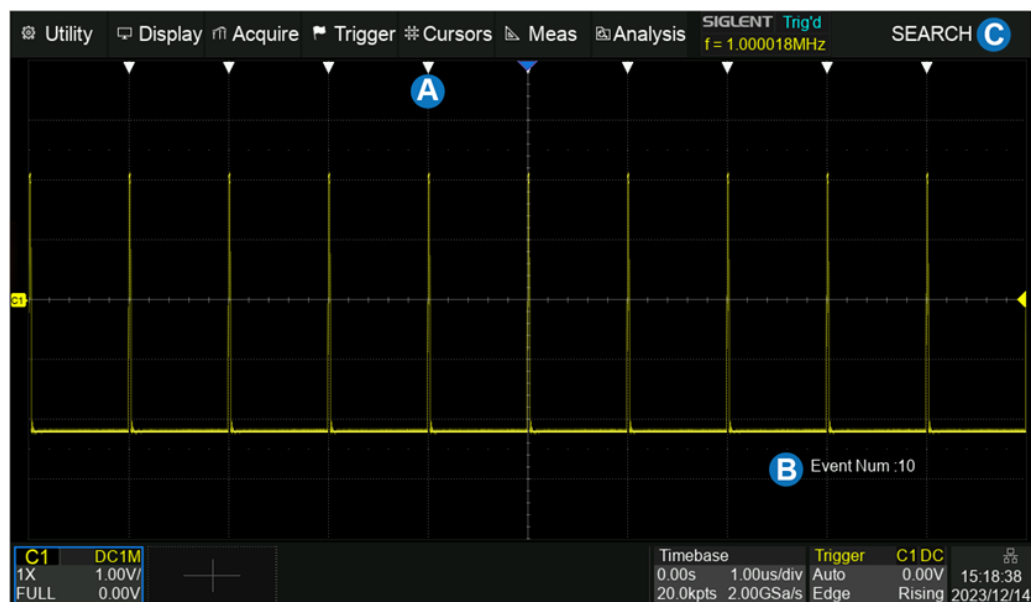 Utility Display Acquire Trigger Cursors Meas Analysis SIGLENT Trig'd SEARCH C
f = 1.000018MHz
A
C1
B Event Num :10
C1 DC1M Timebase Trigger C1 DC
1X 1.00V/ 0.00s 1.00us/div Auto 0.00V 15:18:38
FULL 0.00V 20.0kpts 2.00GSa/s Edge Rising 2023/12/14